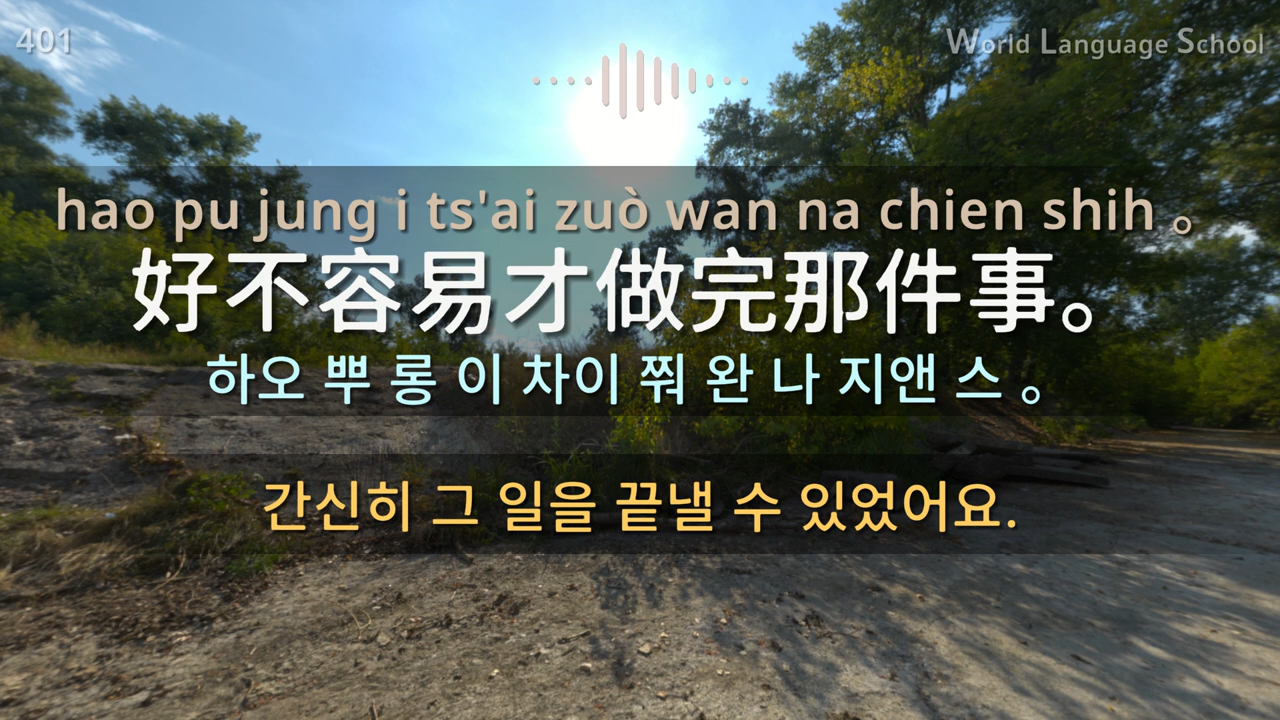 401
World Language School
hao pu jung i ts'ai zuò wan na chien shih 。
好不容易才做完那件事。
하오 뿌 롱 이 차이 쭤 완 나 지앤 스 。
간신히 그 일을 끝낼 수 있었어요.